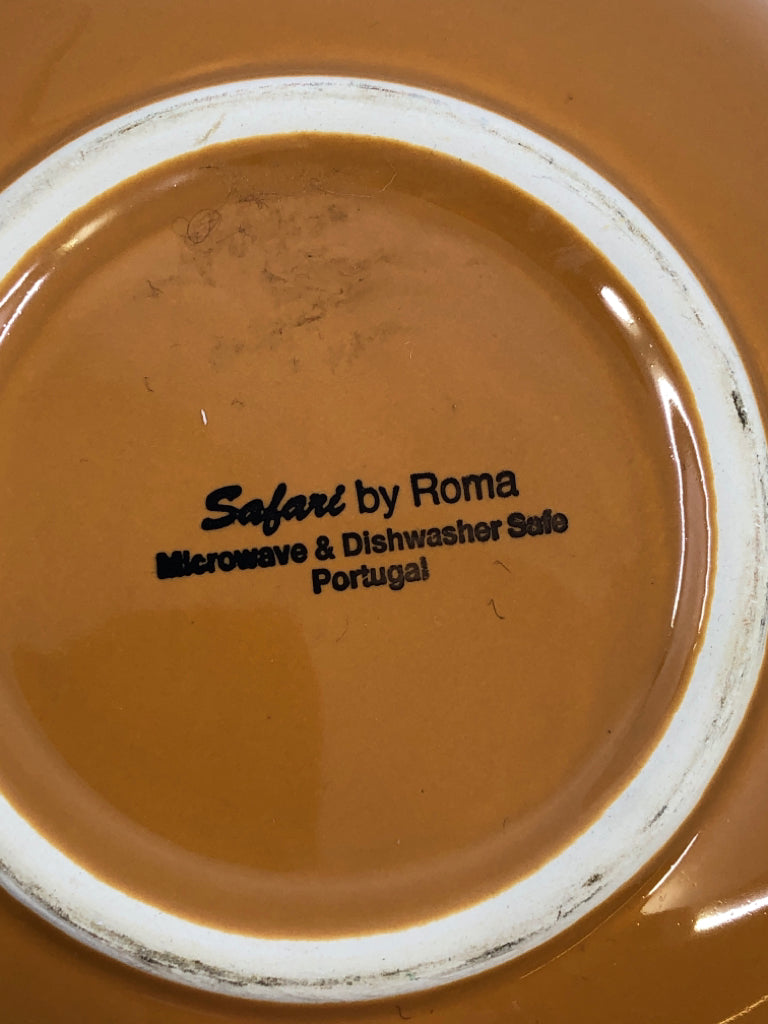 Safari by Roma
Microwave & Dishwasher Safe
Portugal